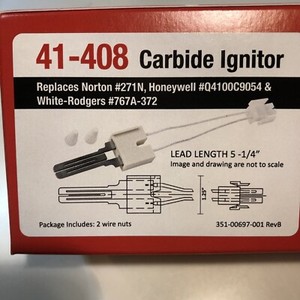 41-408 Carbide Ignitor
Replaces Norton #271N, Honeywell #Q4100C9054 &
White-Rodgers #767A-372
LEAD LENGTH 5 -1/4"
Image and drawing are not to scale
1.25"
Package Includes: 2 wire nuts
351-00697-001 RevB